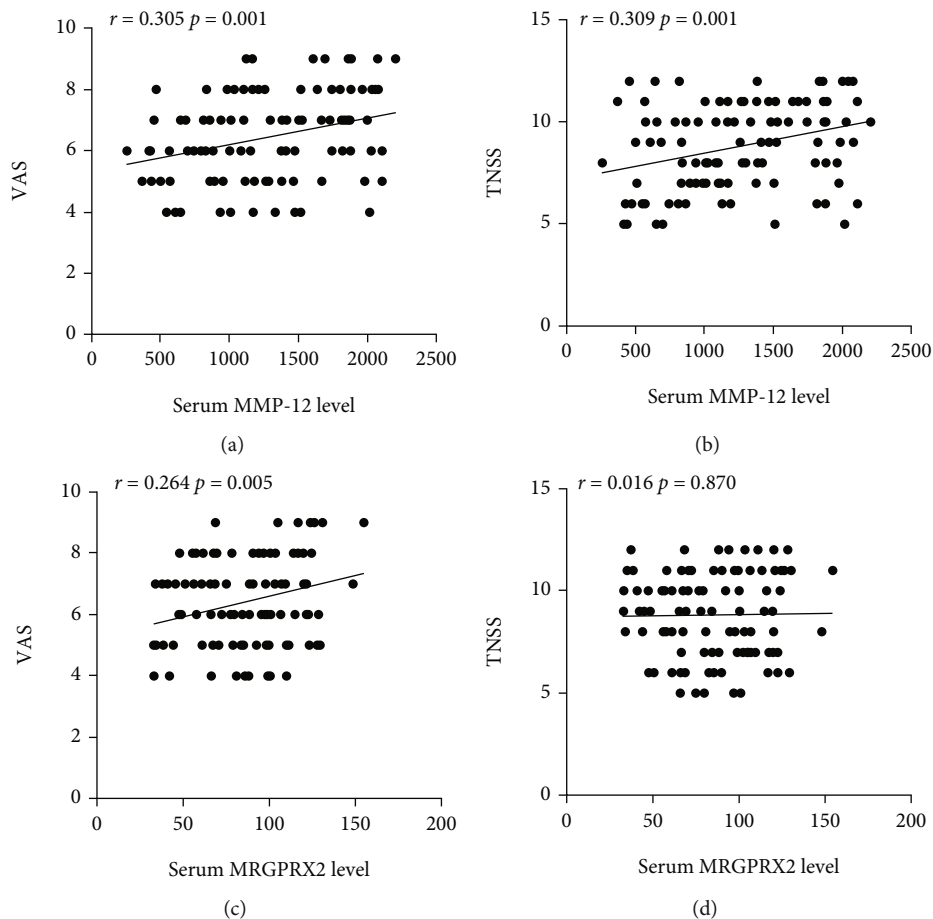 r = 0.305 p = 0.001
10
8
6
4
2
0
VAS
0 500 1000 1500 2000 2500
Serum MMP-12 level
(a)
r = 0.309 p = 0.001
15
10
5
0
TNSS
0 500 1000 1500 2000 2500
Serum MMP-12 level
(b)
r = 0.264 p = 0.005
10
8
6
4
2
0
VAS
0 50 100 150 200
Serum MRGPRX2 level
(c)
r = 0.016 p = 0.870
15
10
5
0
TNSS
0 50 100 150 200
Serum MRGPRX2 level
(d)